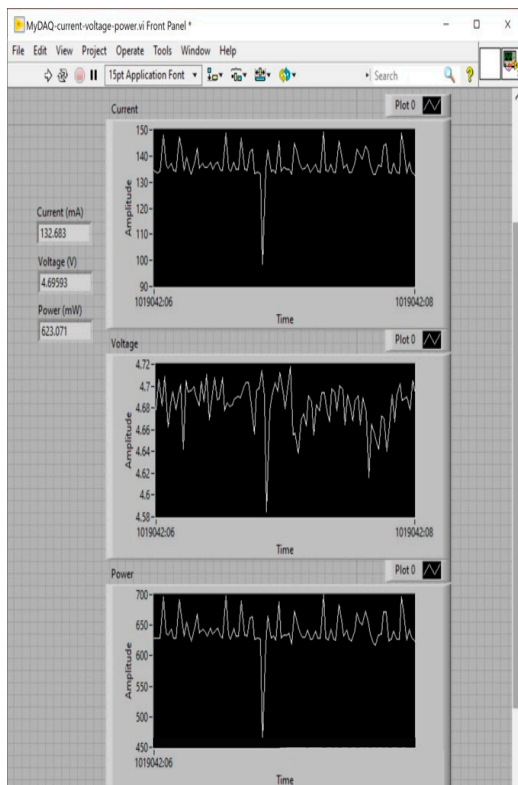 MyDAQ-current-voltage-power.vi Front Panel *
File Edit View Project Operate Tools Window Help
15pt Application Font
Search
Current
Plot 0
150
140
130
120
110
100
90
Amplitude
1019042:06
1019042:08
Time
Current (mA)
132.683
Voltage (V)
4.69593
Power (mW)
623.071
Voltage
Plot 0
4.72
4.7
4.68
4.66
4.64
4.62
4.6
4.58
Amplitude
1019042:06
1019042:08
Time
Power
Plot 0
700
650
600
550
500
450
Amplitude
1019042:06
Time